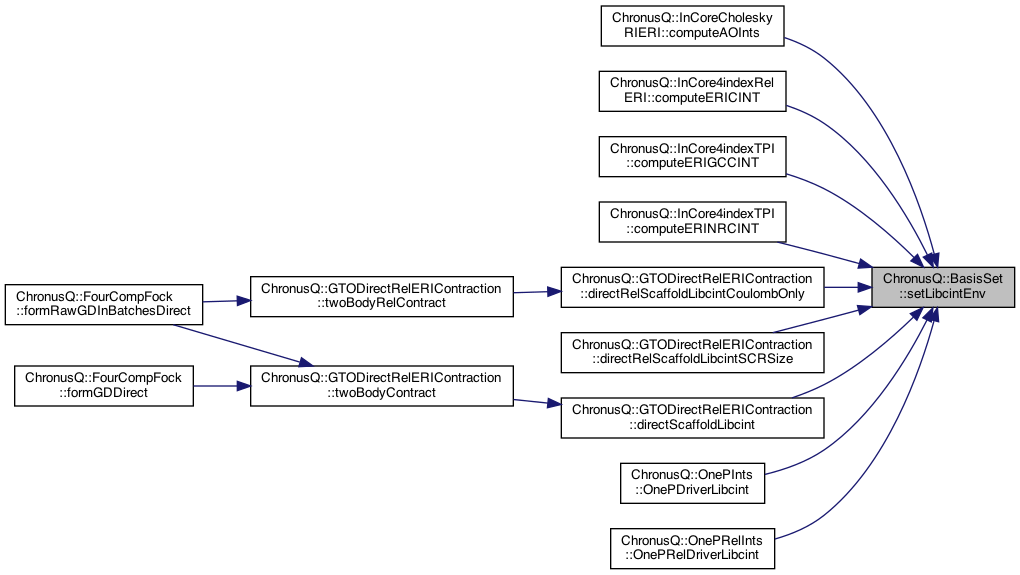 ChronusQ::InCoreCholesky
RIERI::computeAOInts
ChronusQ::InCore4indexRel
ERI::computeERICINT
ChronusQ::InCore4indexTPI
::computeERIGCCINT
ChronusQ::InCore4indexTPI
::computeERINRCINT
ChronusQ::BasisSet
::setLibcintEnv
ChronusQ::GTODirectRelERIContraction
::directRelScaffoldLibcintCoulombOnly
ChronusQ::GTODirectRelERIContraction
::twoBodyRelContract
ChronusQ::FourCompFock
::formRawGDInBatchesDirect
ChronusQ::GTODirectRelERIContraction
::directRelScaffoldLibcintSCRSize
ChronusQ::GTODirectRelERIContraction
::twoBodyContract
ChronusQ::FourCompFock
::formGDDirect
ChronusQ::GTODirectRelERIContraction
::directScaffoldLibcint
ChronusQ::OnePInts
::OnePDriverLibcint
ChronusQ::OnePRelInts
::OnePRelDriverLibcint